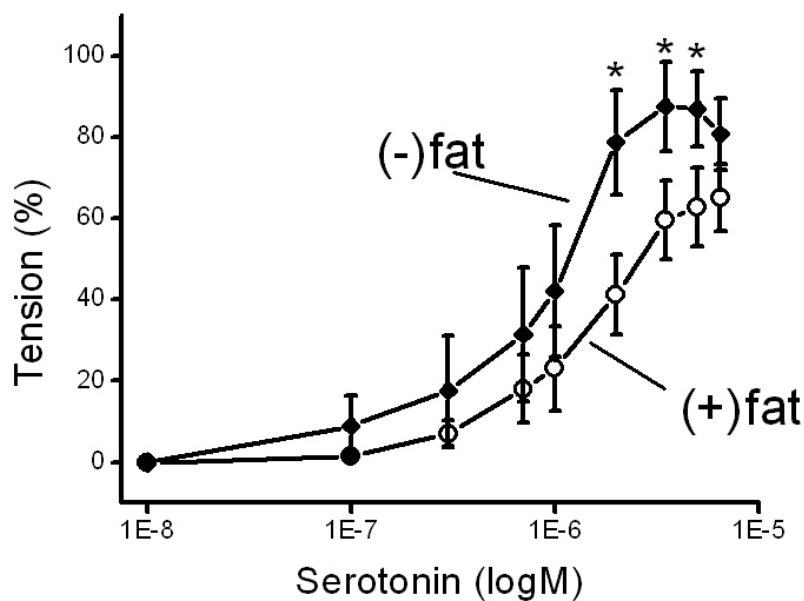 * * *
100
(-)fat
80
Tension (%)
60
40
20
(+)fat
0
1E-8 1E-7 1E-6 1E-5
Serotonin (logM)